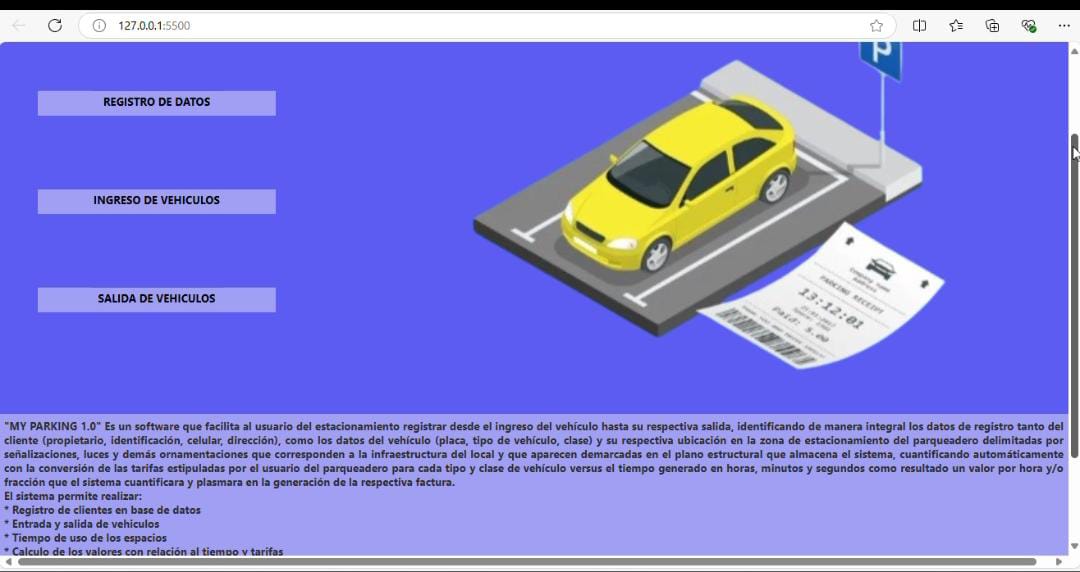 127.0.0.1:5500
P
REGISTRO DE DATOS
INGRESO DE VEHICULOS
SALIDA DE VEHICULOS
Company Name
Address
PARKING RECEIPT
13:12:01
Paid: 5.00
"MY PARKING 1.0" Es un software que facilita al usuario del estacionamiento registrar desde el ingreso del vehículo hasta su respectiva salida, identificando de manera integral los datos de registro tanto del
cliente (propietario, identificación, celular, dirección), como los datos del vehículo (placa, tipo de vehículo, clase) y su respectiva ubicación en la zona de estacionamiento del parqueadero delimitadas por
señalizaciones, luces y demás ornamentaciones que corresponden a la infraestructura del local y que aparecen demarcadas en el plano estructural que almacena el sistema, cuantificando automáticamente
con la conversión de las tarifas estipuladas por el usuario del parqueadero para cada tipo y clase de vehículo versus el tiempo generado en horas, minutos y segundos como resultado un valor por hora y/o
fracción que el sistema cuantificara y plasmara en la generación de la respectiva factura.
El sistema permite realizar:
* Registro de clientes en base de datos
* Entrada y salida de vehiculos
* Tiempo de uso de los espacios
* Calculo de los valores con relación al tiempo y tarifas